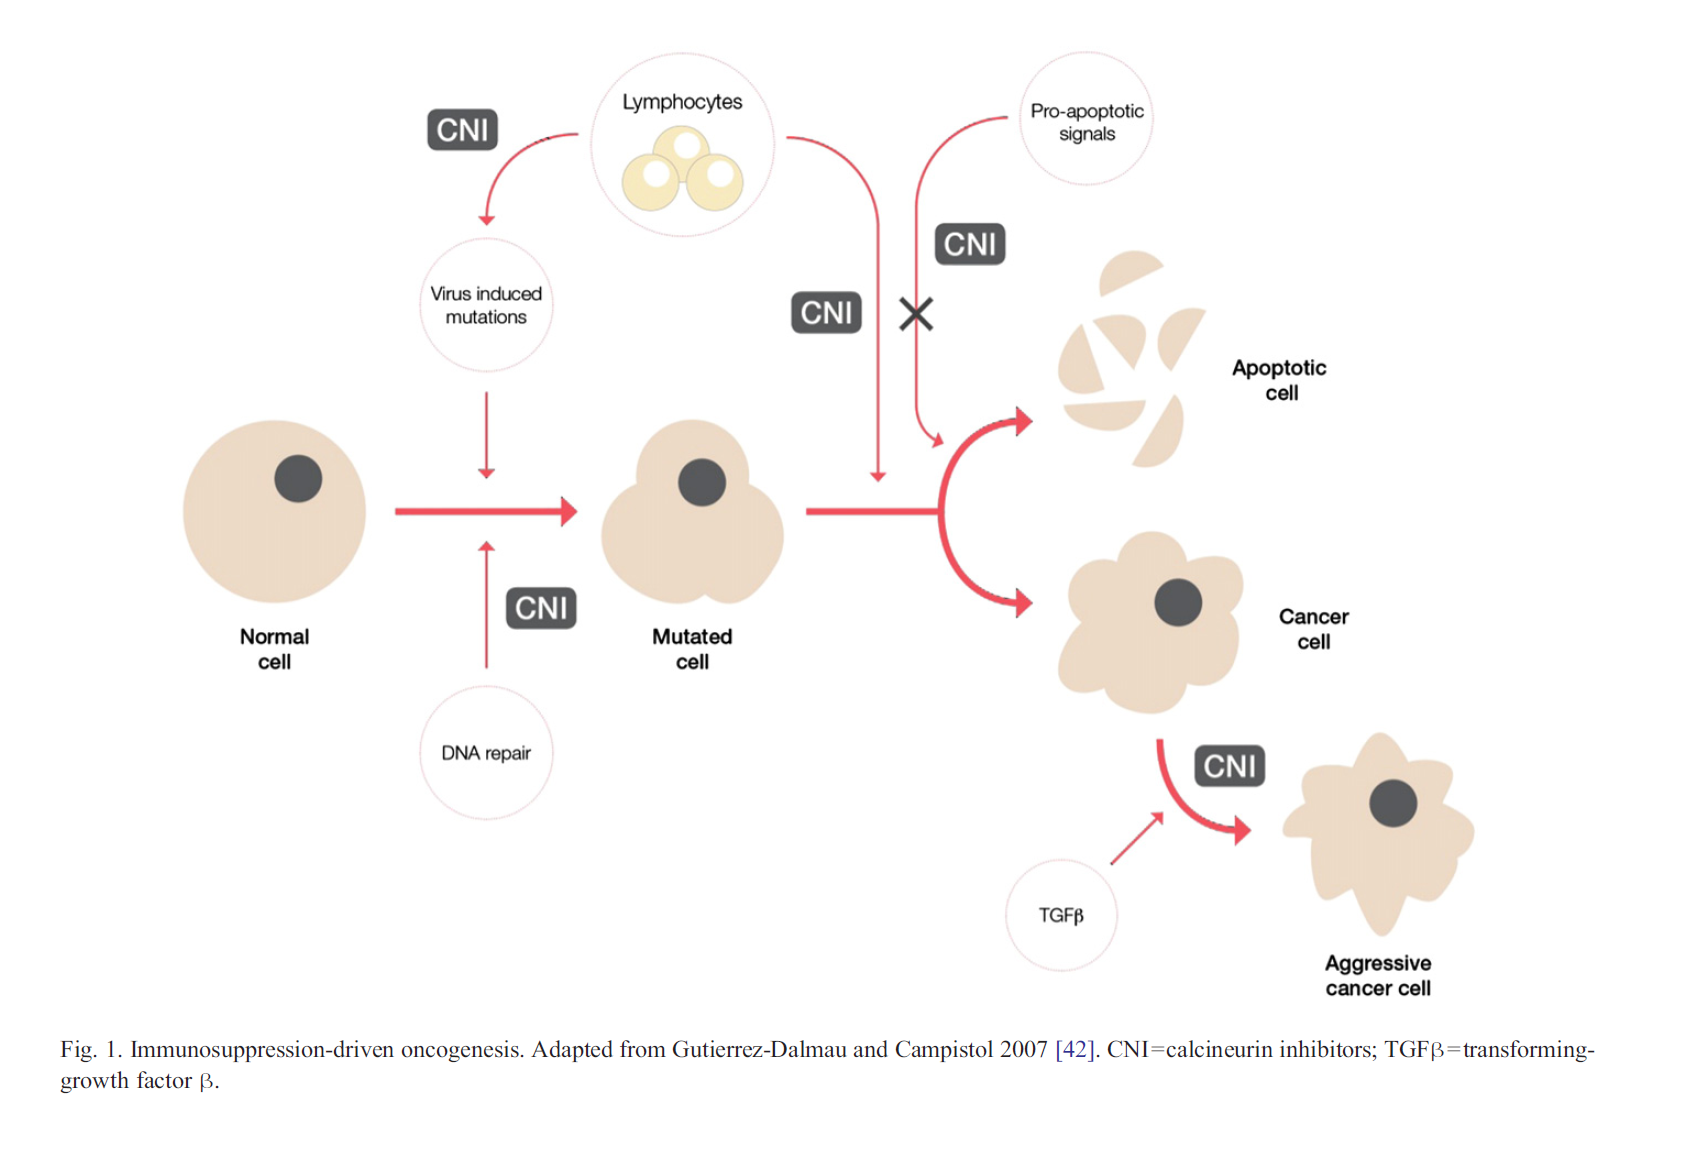 Lymphocytes
CNI
Pro-apoptotic
signals
CNI
Virus induced
mutations
CNI
Apoptotic
cell
CNI
Normal
cell
Mutated
cell
Cancer
cell
DNA repair
CNI
TGFβ
Aggressive
cancer cell
Fig. 1. Immunosuppression-driven oncogenesis. Adapted from Gutierrez-Dalmau and Campistol 2007 [42]. CNI=calcineurin inhibitors; TGFβ=transforming-
growth factor β.